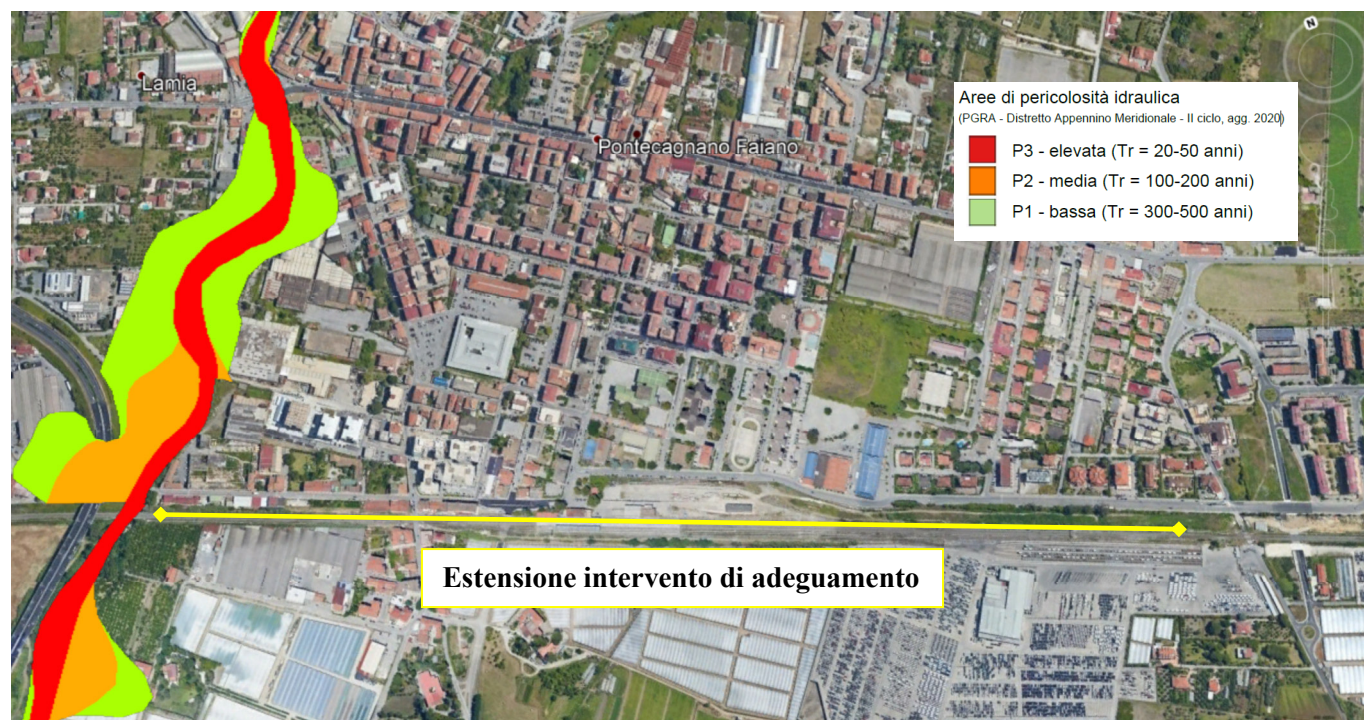 N
Lamia
Pontecagnano Faiano
Aree di pericolosità idraulica
(PGRA - Distretto Appennino Meridionale - II ciclo, agg. 2020)
P3 - elevata (Tr = 20-50 anni)
P2 - media (Tr = 100-200 anni)
P1 - bassa (Tr = 300-500 anni)
Estensione intervento di adeguamento